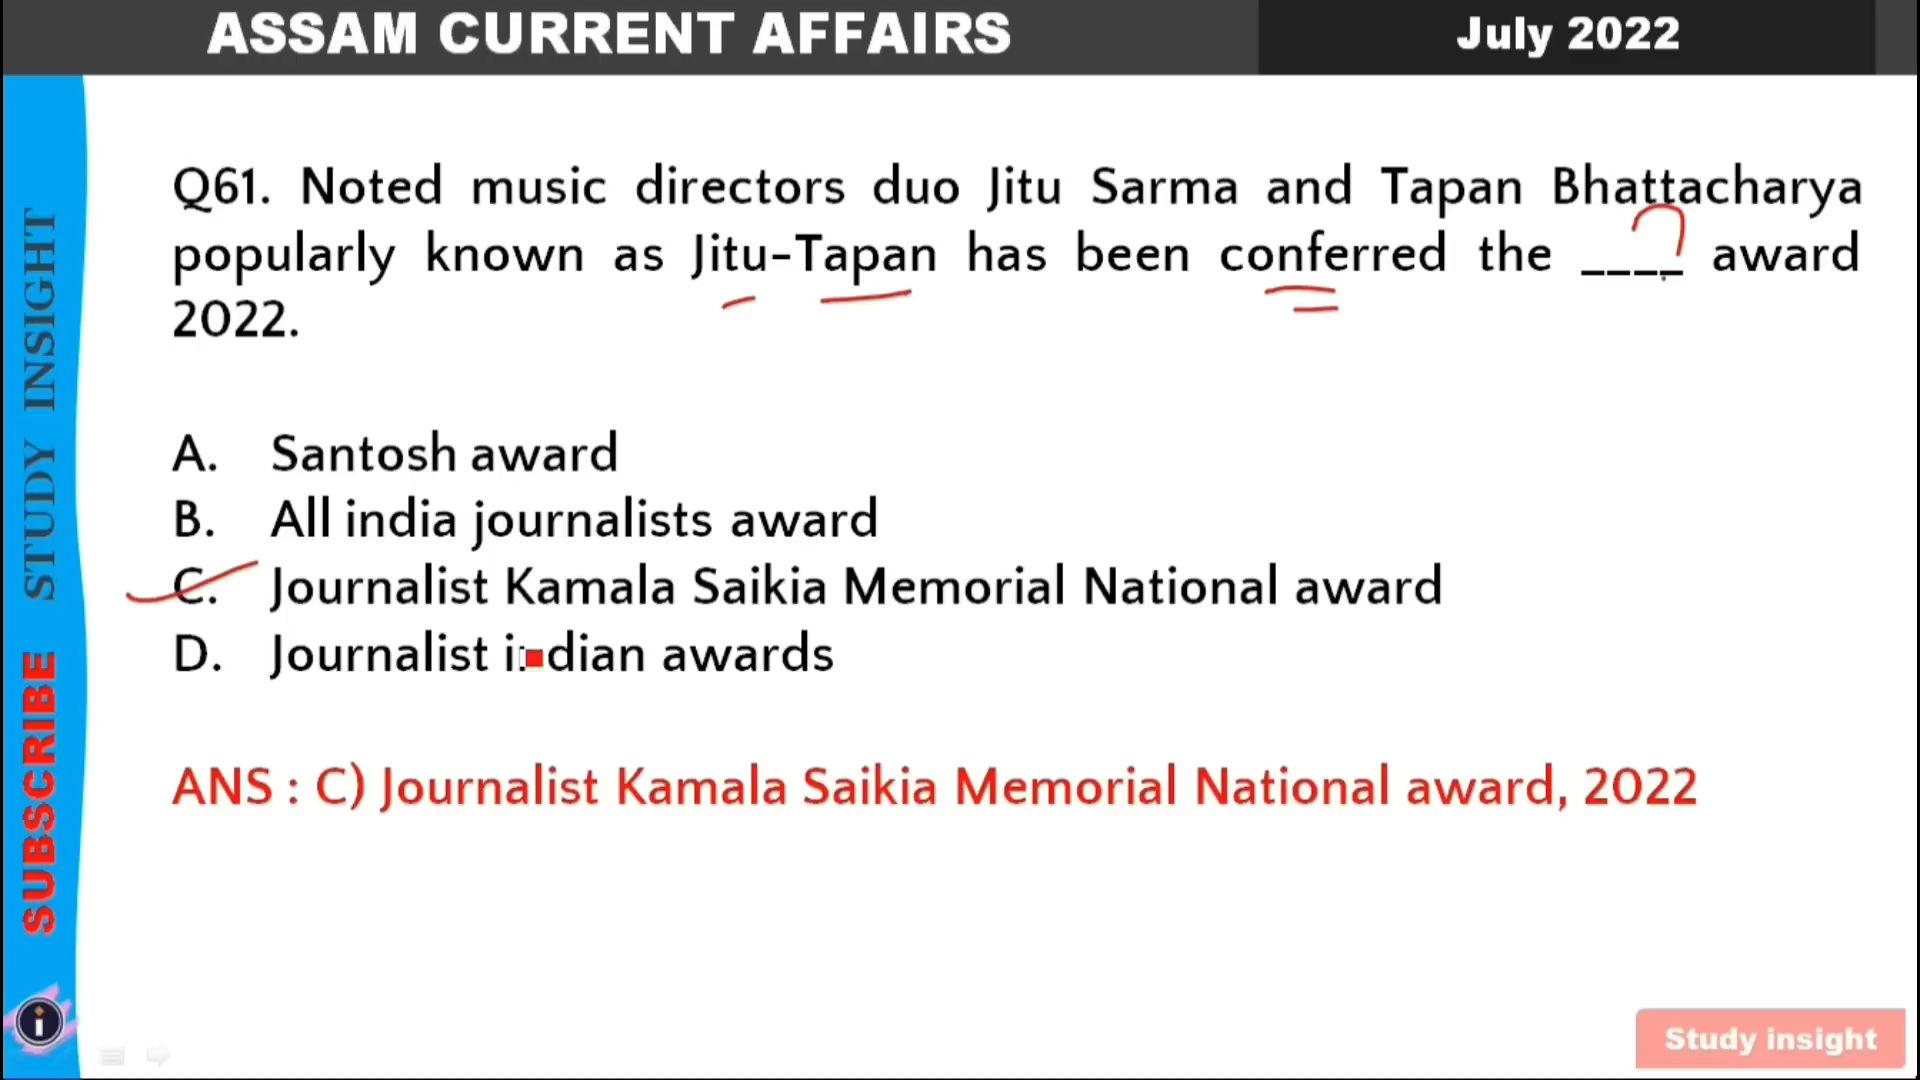 ASSAM CURRENT AFFAIRS
July 2022
Q61. Noted music directors duo Jitu Sarma and Tapan Bhattacharya
popularly known as Jitu-Tapan has been conferred the ____ award
2022.
?
A. Santosh award
B. All india journalists award
C. Journalist Kamala Saikia Memorial National award
D. Journalist indian awards
ANS : C) Journalist Kamala Saikia Memorial National award, 2022
SUBSCRIBE STUDY INSIGHT
i
Study insight